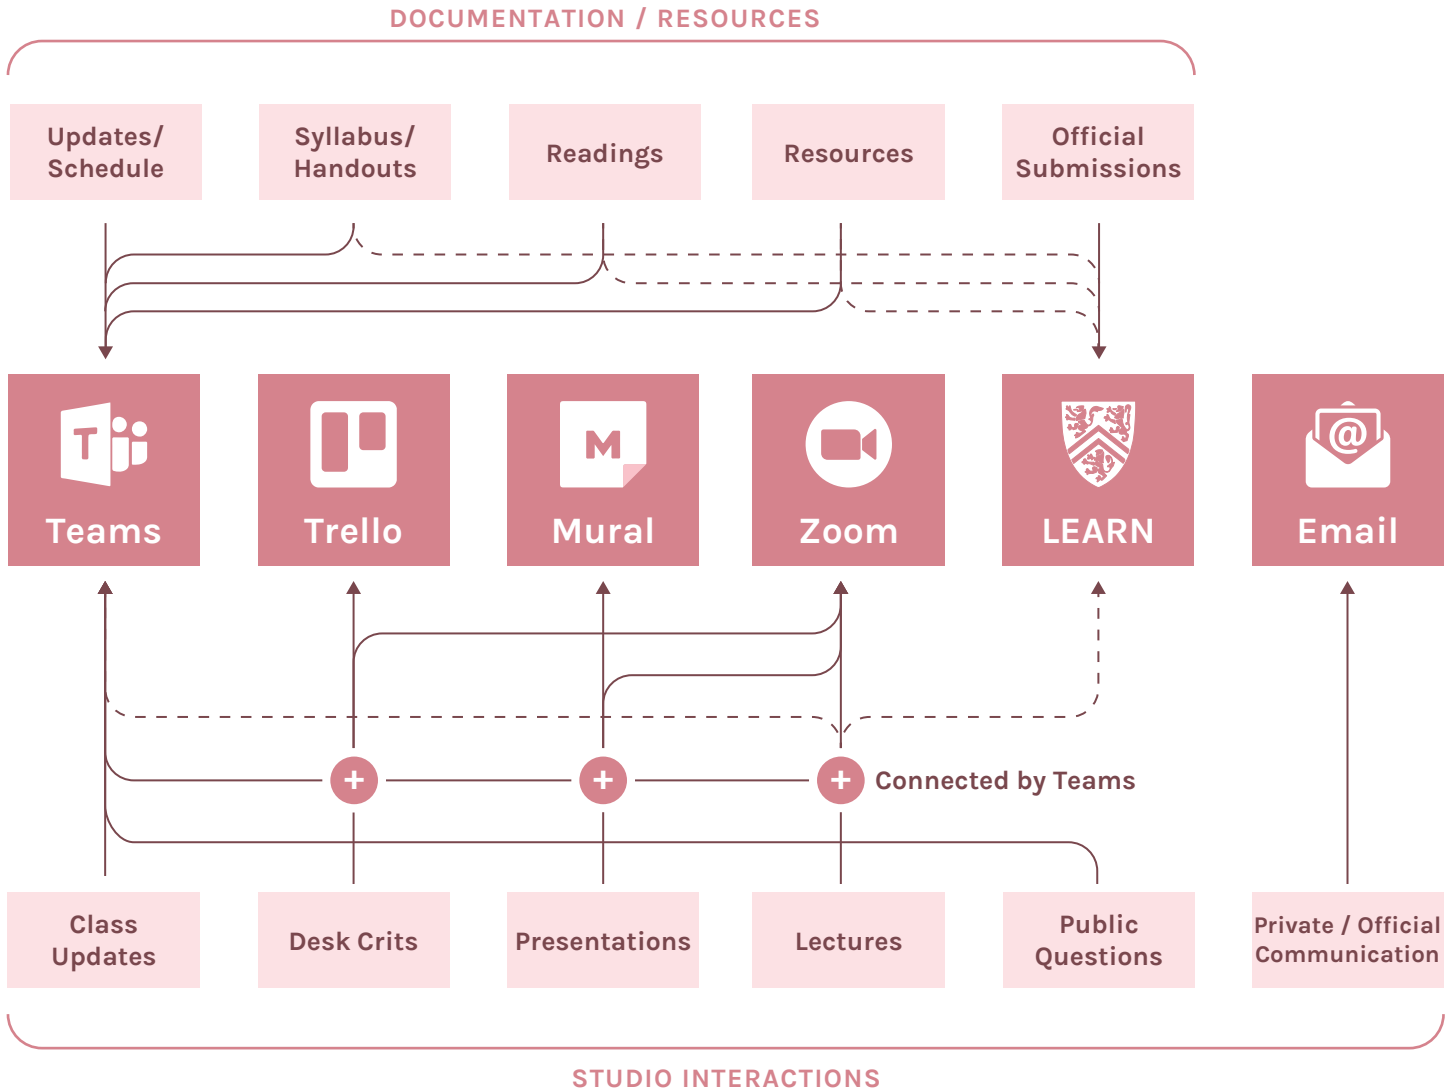 DOCUMENTATION / RESOURCES
Updates/
Schedule
Syllabus/
Handouts
Readings
Resources
Official
Submissions
T
M
@
Teams
Trello
Mural
Zoom
LEARN
Email
+
+
+
Connected by Teams
Class
Updates
Desk Crits
Presentations
Lectures
Public
Questions
Private / Official
Communication
STUDIO INTERACTIONS